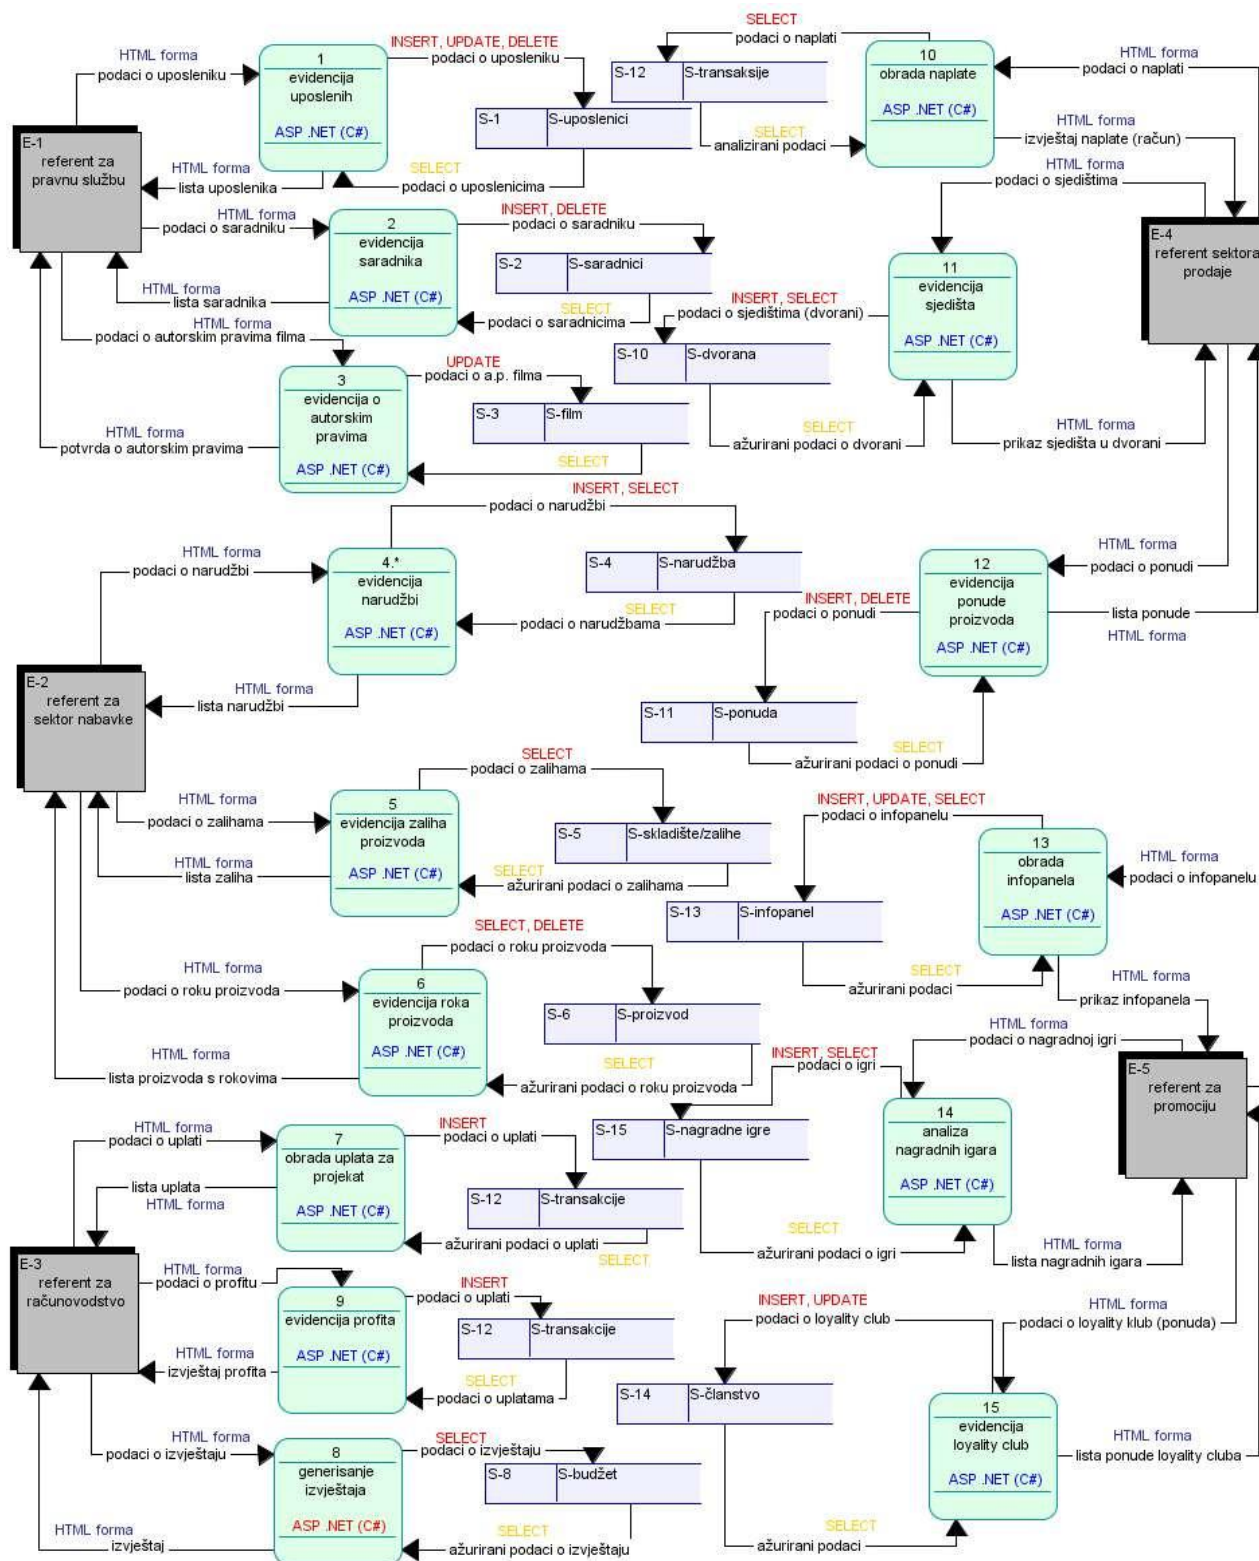 HTML forma
podaci o uposleniku
1
evidencija
uposlenih
ASP .NET (C#)
INSERT, UPDATE, DELETE
podaci o uposleniku
S-1 S-uposlenici
SELECT
podaci o uposlenicima
E-1
referent za
pravnu službu
HTML forma
lista uposlenika
HTML forma
podaci o saradniku
2
evidencija
saradnika
ASP .NET (C#)
INSERT, DELETE
podaci o saradniku
S-2 S-saradnici
SELECT
podaci o saradnicima
HTML forma
lista saradnika
HTML forma
podaci o autorskim pravima filma
3
evidencija o
autorskim
pravima
ASP .NET (C#)
UPDATE
podaci o a.p. filma
S-3 S-film
SELECT
HTML forma
potvrda o autorskim pravima
SELECT
podaci o naplati
S-12 S-transaksije
SELECT
analizirani podaci
10
obrada naplate
ASP .NET (C#)
HTML forma
podaci o naplati
HTML forma
izvještaj naplate (račun)
HTML forma
podaci o sjedištima
E-4
referent sektora
prodaje
11
evidencija
sjedišta
ASP .NET (C#)
INSERT, SELECT
podaci o sjedištima (dvorani)
S-10 S-dvorana
SELECT
ažurirani podaci o dvorani
HTML forma
prikaz sjedišta u dvorani
INSERT, SELECT
podaci o narudžbi
HTML forma
podaci o narudžbi
4.*
evidencija
narudžbi
ASP .NET (C#)
S-4 S-narudžba
SELECT
podaci o narudžbama
E-2
referent za
sektor nabavke
HTML forma
lista narudžbi
HTML forma
podaci o ponudi
12
evidencija
ponude
proizvoda
ASP .NET (C#)
INSERT, DELETE
podaci o ponudi
lista ponude
HTML forma
S-11 S-ponuda
SELECT
ažurirani podaci o ponudi
SELECT
podaci o zalihama
HTML forma
podaci o zalihama
5
evidencija zaliha
proizvoda
ASP .NET (C#)
S-5 S-skladište/zalihe
SELECT
ažurirani podaci o zalihama
HTML forma
lista zaliha
INSERT, UPDATE, SELECT
podaci o infopanelu
13
obrada
infopanela
ASP .NET (C#)
HTML forma
podaci o infopanelu
S-13 S-infopanel
SELECT
ažurirani podaci
HTML forma
prikaz infopanela
SELECT, DELETE
podaci o roku proizvoda
HTML forma
podaci o roku proizvoda
6
evidencija roka
proizvoda
ASP .NET (C#)
S-6 S-proizvod
SELECT
ažurirani podaci o roku proizvoda
HTML forma
lista proizvoda s rokovima
HTML forma
podaci o nagradnoj igri
E-5
referent za
promociju
INSERT, SELECT
podaci o igri
14
analiza
nagradnih igara
ASP .NET (C#)
S-15 S-nagradne igre
SELECT
ažurirani podaci o igri
HTML forma
lista nagradnih igara
HTML forma
podaci o uplati
7
obrada uplata za
projekat
ASP .NET (C#)
INSERT
podaci o uplati
S-12 S-transakcije
ažurirani podaci o uplati
SELECT
lista uplata
HTML forma
E-3
referent za
računovodstvo
HTML forma
podaci o profitu
9
evidencija profita
ASP .NET (C#)
INSERT
podaci o uplati
S-12 S-transakcije
SELECT
podaci o uplatama
HTML forma
izvještaj profita
INSERT, UPDATE
podaci o loyality club
HTML forma
podaci o loyality klub (ponuda)
S-14 S-članstvo
15
evidencija
loyality club
ASP .NET (C#)
HTML forma
lista ponude loyality cluba
SELECT
ažurirani podaci
HTML forma
podaci o izvještaju
8
generisanje
izvještaja
ASP .NET (C#)
SELECT
podaci o izvještaju
S-8 S-budžet
SELECT
ažurirani podaci o izvještaju
HTML forma
izvještaj